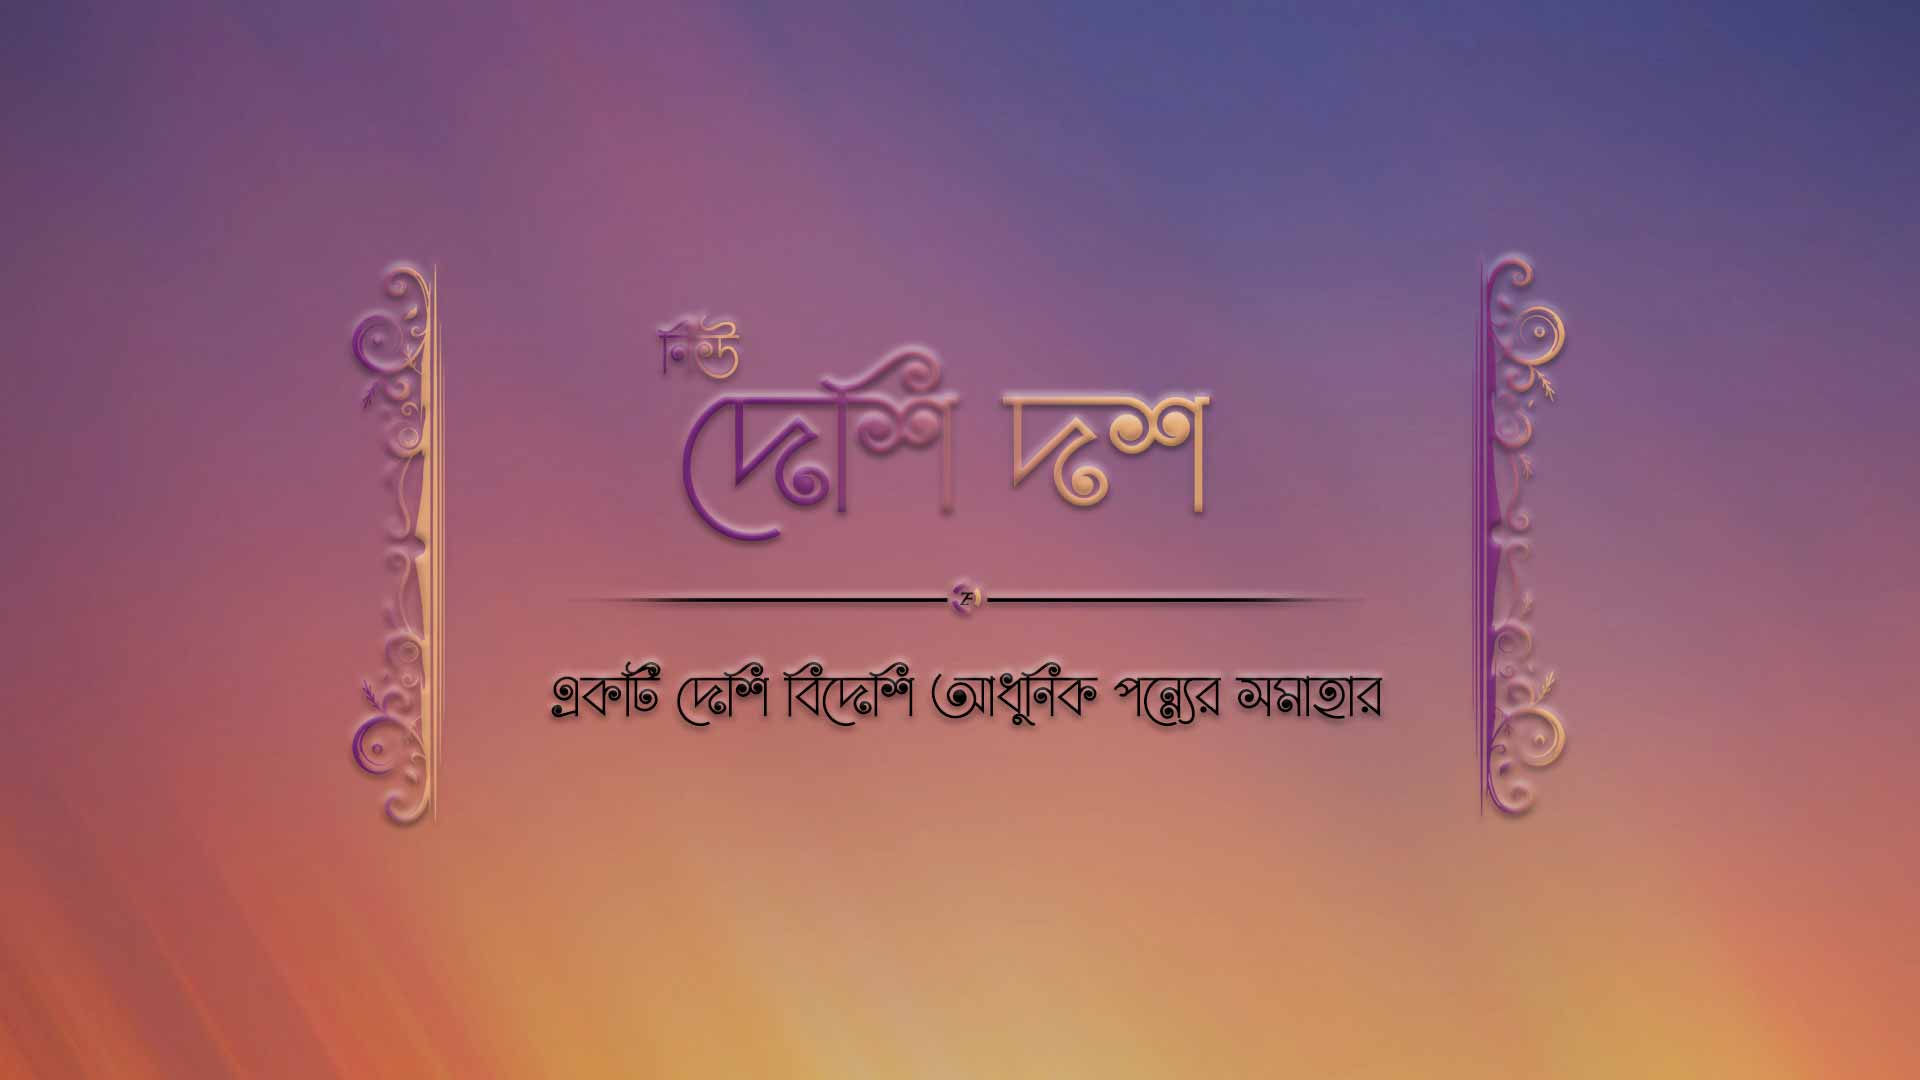 নিউ
দেশি দশ
একটি দেশি বিদেশি আধুনিক পন্ন্যের সমাহার